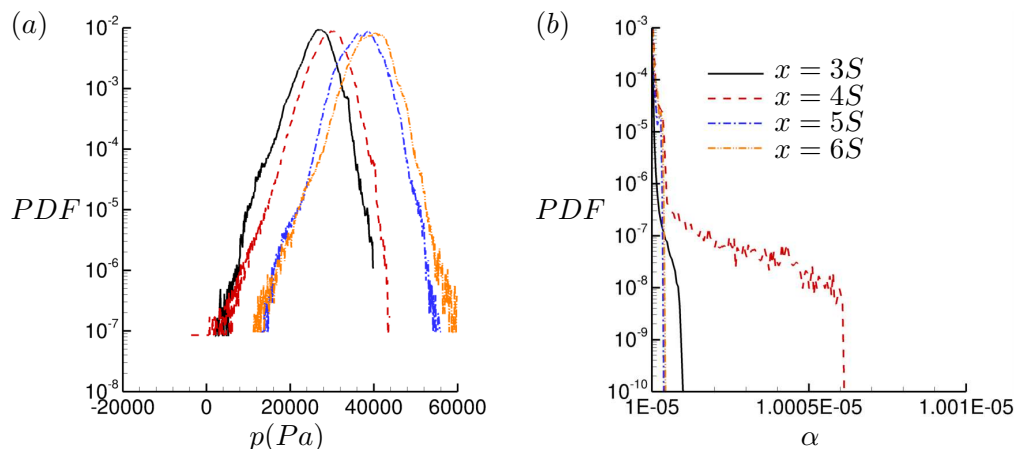 (a)
10^-2
10^-3
10^-4
PDF 10^-5
10^-6
10^-7
10^-8
-20000 0 20000 40000 60000
p(Pa)
(b)
10^-3
10^-4
10^-5
10^-6
PDF 10^-7
10^-8
10^-9
10^-10
1E-05 1.0005E-05 1.001E-05
α
x = 3S
x = 4S
x = 5S
x = 6S